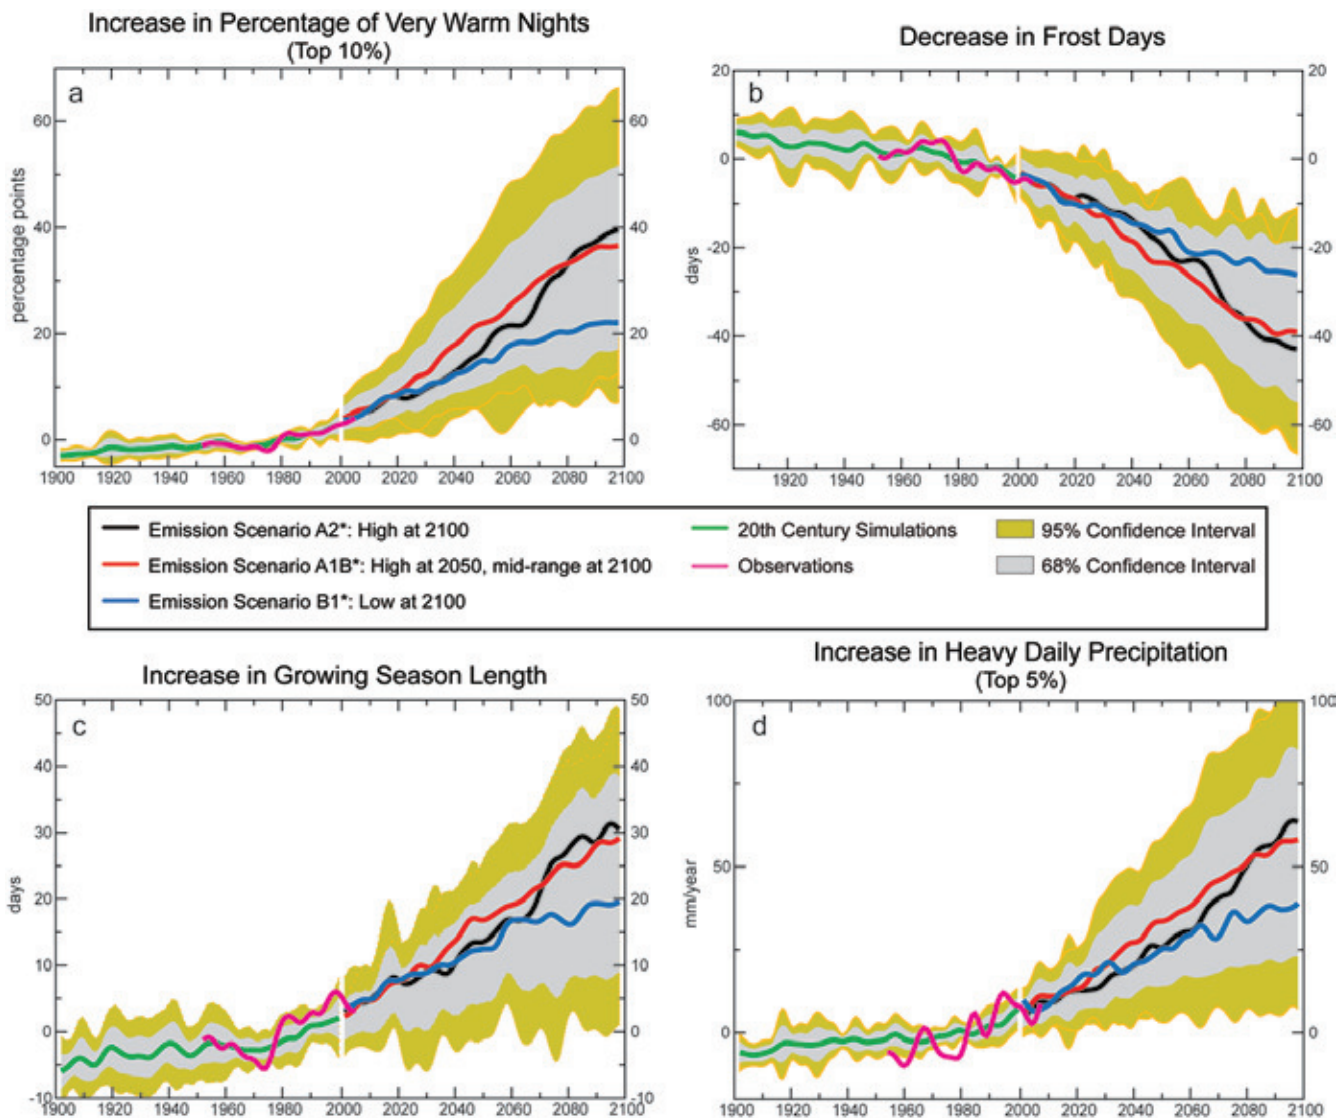 Increase in Percentage of Very Warm Nights
(Top 10%)
a
percentage points
60
40
20
0
60
40
20
0
1900 1920 1940 1960 1980 2000 2020 2040 2060 2080 2100
Decrease in Frost Days
b
days
20
0
-20
-40
-60
20
0
-20
-40
-60
1920 1940 1960 1980 2000 2020 2040 2060 2080 2100
Emission Scenario A2*: High at 2100
Emission Scenario A1B*: High at 2050, mid-range at 2100
Emission Scenario B1*: Low at 2100
20th Century Simulations
Observations
95% Confidence Interval
68% Confidence Interval
Increase in Growing Season Length
c
days
50
40
30
20
10
0
-10
50
40
30
20
10
0
-10
1900 1920 1940 1960 1980 2000 2020 2040 2060 2080 2100
Increase in Heavy Daily Precipitation
(Top 5%)
d
mm/year
100
50
0
100
50
0
1900 1920 1940 1960 1980 2000 2020 2040 2060 2080 2100